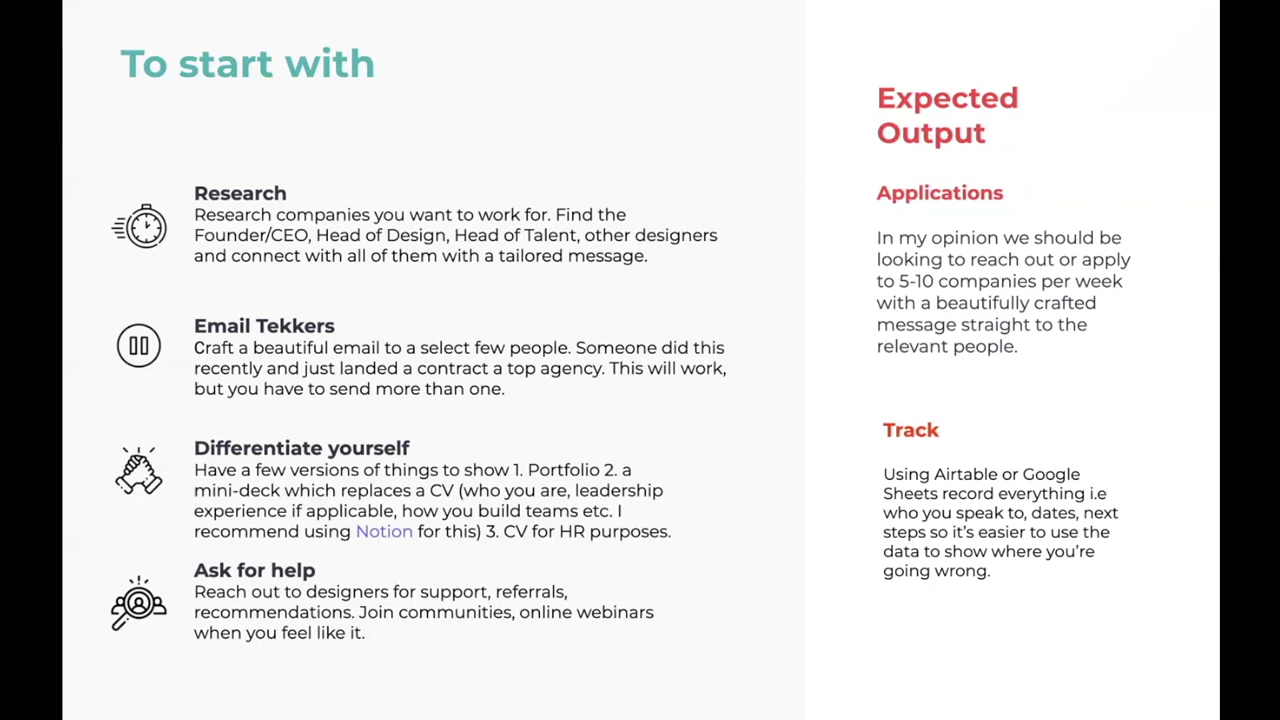 To start with
Research
Research companies you want to work for. Find the
Founder/CEO, Head of Design, Head of Talent, other designers
and connect with all of them with a tailored message.
Email Tekkers
Craft a beautiful email to a select few people. Someone did this
recently and just landed a contract a top agency. This will work,
but you have to send more than one.
Differentiate yourself
Have a few versions of things to show 1. Portfolio 2. a
mini-deck which replaces a CV (who you are, leadership
experience if applicable, how you build teams etc. I
recommend using Notion for this) 3. CV for HR purposes.
Ask for help
Reach out to designers for support, referrals,
recommendations. Join communities, online webinars
when you feel like it.
Expected
Output
Applications
In my opinion we should be
looking to reach out or apply
to 5-10 companies per week
with a beautifully crafted
message straight to the
relevant people.
Track
Using Airtable or Google
Sheets record everything i.e
who you speak to, dates, next
steps so it's easier to use the
data to show where you're
going wrong.